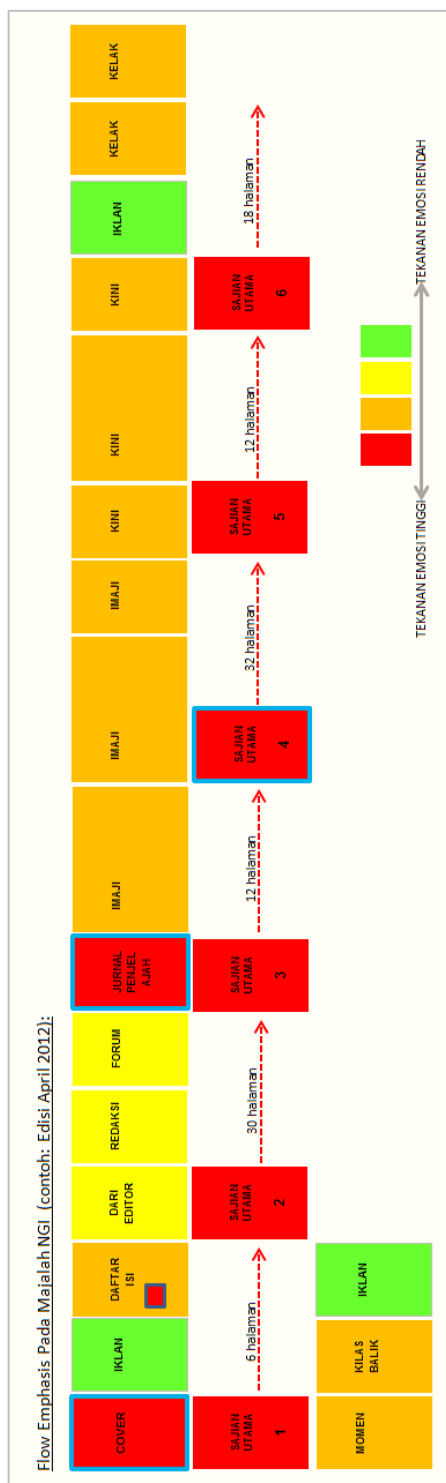 Flow Emphasis Pada Majalah NGI (contoh: Edisi April 2012):
COVER
IKLAN
DAFTAR
ISI
DARI
EDITOR
REDAKSI
FORUM
JURNAL
PENJEL
AJAH
IMAJI
IMAJI
IMAJI
KINI
KINI
KINI
IKLAN
KELAK
KELAK
SAJIAN
UTAMA
1
6 halaman
SAJIAN
UTAMA
2
30 halaman
SAJIAN
UTAMA
3
12 halaman
SAJIAN
UTAMA
4
32 halaman
SAJIAN
UTAMA
5
12 halaman
SAJIAN
UTAMA
6
18 halaman
MOMEN
KILAS
BALIK
IKLAN
TEKANAN EMOSI TINGGI
TEKANAN EMOSI RENDAH